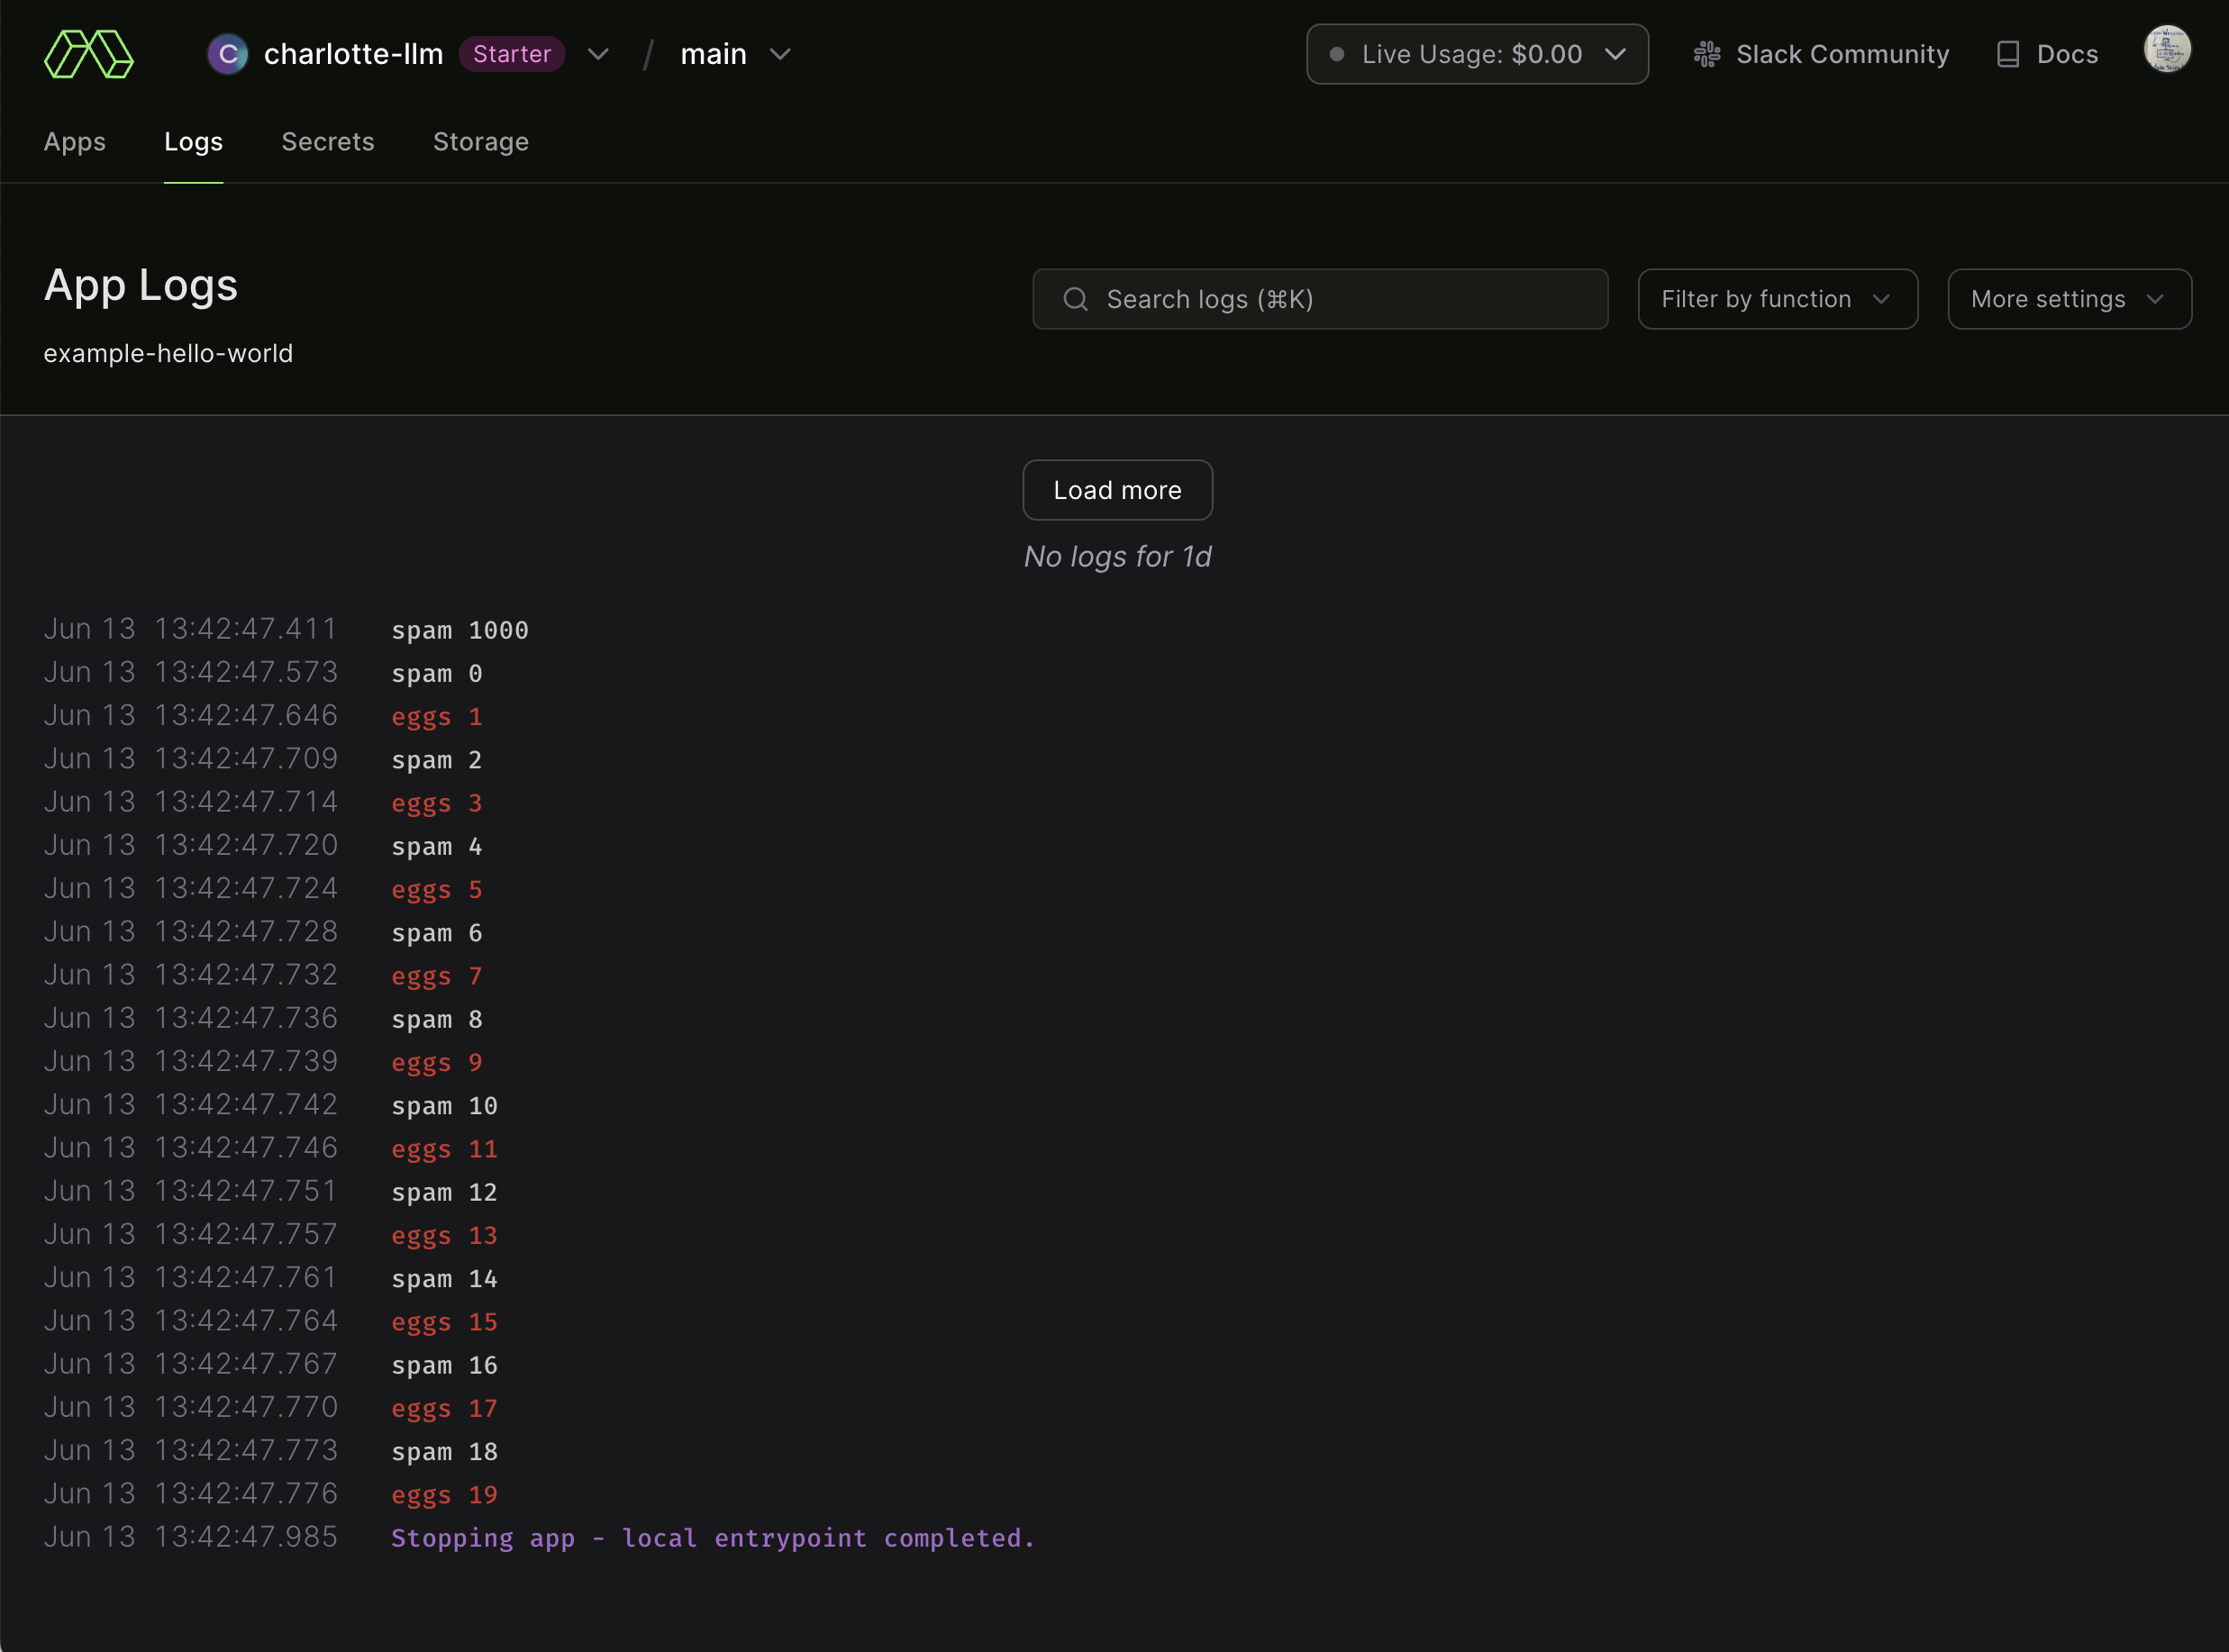 C charlotte-llm Starter / main Live Usage: $0.00 Slack Community Docs
Apps Logs Secrets Storage
App Logs
Search logs (⌘K) Filter by function More settings
example-hello-world
Load more
No logs for 1d
Jun 13 13:42:47.411 spam 1000
Jun 13 13:42:47.573 spam 0
Jun 13 13:42:47.646 eggs 1
Jun 13 13:42:47.709 spam 2
Jun 13 13:42:47.714 eggs 3
Jun 13 13:42:47.720 spam 4
Jun 13 13:42:47.724 eggs 5
Jun 13 13:42:47.728 spam 6
Jun 13 13:42:47.732 eggs 7
Jun 13 13:42:47.736 spam 8
Jun 13 13:42:47.739 eggs 9
Jun 13 13:42:47.742 spam 10
Jun 13 13:42:47.746 eggs 11
Jun 13 13:42:47.751 spam 12
Jun 13 13:42:47.757 eggs 13
Jun 13 13:42:47.761 spam 14
Jun 13 13:42:47.764 eggs 15
Jun 13 13:42:47.767 spam 16
Jun 13 13:42:47.770 eggs 17
Jun 13 13:42:47.773 spam 18
Jun 13 13:42:47.776 eggs 19
Jun 13 13:42:47.985 Stopping app - local entrypoint completed.